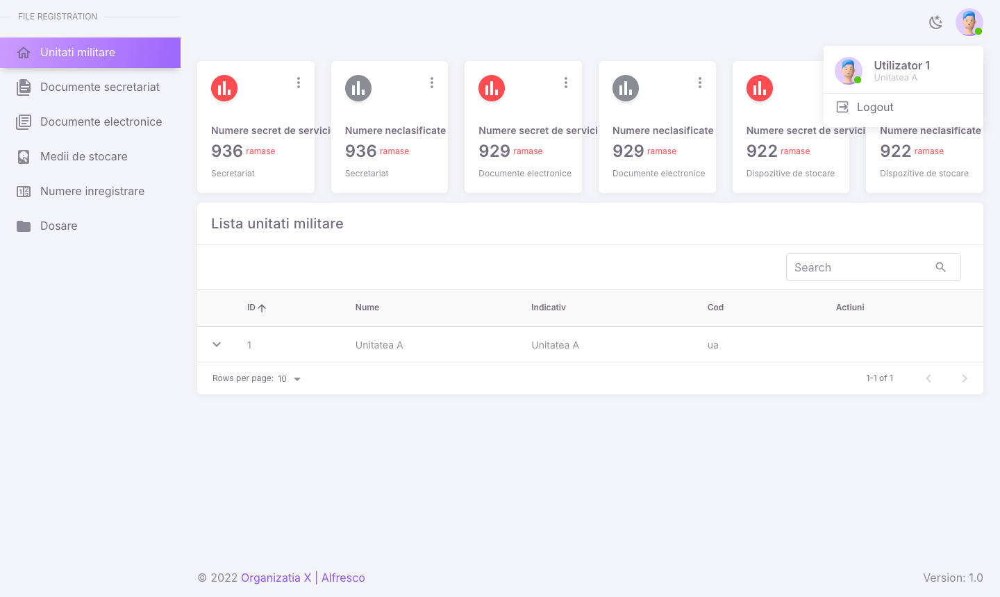 FILE REGISTRATION
Unitati militare
Documente secretariat
Documente electronice
Medii de stocare
Numere inregistrare
Dosare
Utilizator 1
Unitatea A
Logout
Numere secret de serviciu
936 ramase
Secretariat
Numere neclasificate
936 ramase
Secretariat
Numere secret de servici
929 ramase
Documente electronice
Numere neclasificate
929 ramase
Documente electronice
Numere secret de servici
922 ramase
Dispozitive de stocare
Numere neclasificate
922 ramase
Dispozitive de stocare
Lista unitati militare
Search
ID Nume Indicativ Cod Actiuni
1 Unitatea A Unitatea A ua
Rows per page: 10 1-1 of 1
© 2022 Organizatia X | Alfresco Version: 1.0